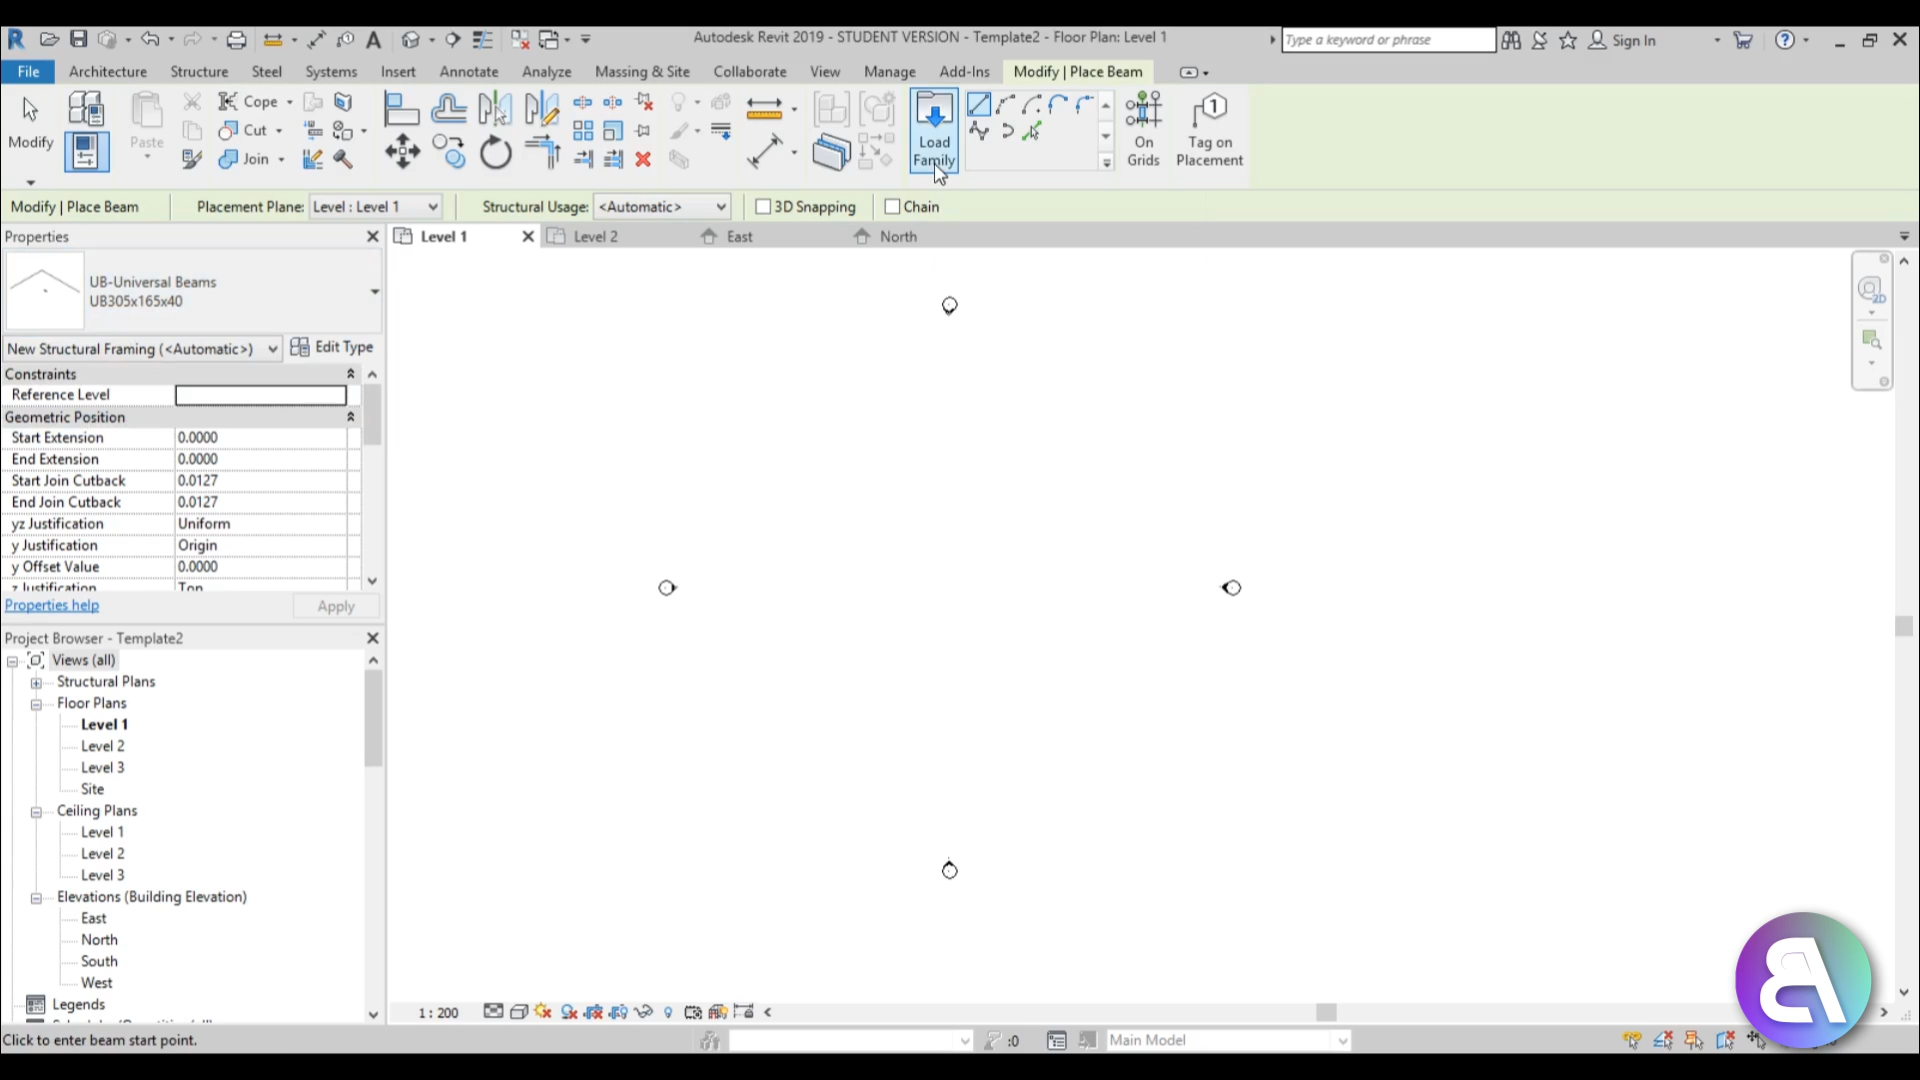 Autodesk Revit 2019 - STUDENT VERSION - Template2 - Floor Plan: Level 1
Type a keyword or phrase
Sign In
File Architecture Structure Steel Systems Insert Annotate Analyze Massing & Site Collaborate View Manage Add-Ins Modify | Place Beam
Modify
Paste
Cope
Cut
Join
Load
Family
On
Grids
1
Tag on
Placement
Modify | Place Beam Placement Plane: Level : Level 1 Structural Usage: <Automatic> 3D Snapping Chain
Properties
Level 1 Level 2 East North
UB-Universal Beams
UB305x165x40
New Structural Framing (<Automatic>) Edit Type
Constraints
Reference Level
Geometric Position
Start Extension 0.0000
End Extension 0.0000
Start Join Cutback 0.0127
End Join Cutback 0.0127
yz Justification Uniform
y Justification Origin
y Offset Value 0.0000
z Justification Top
Properties help Apply
2D
Project Browser - Template2
Views (all)
Structural Plans
Floor Plans
Level 1
Level 2
Level 3
Site
Ceiling Plans
Level 1
Level 2
Level 3
Elevations (Building Elevation)
East
North
South
West
Legends
1 : 200
Click to enter beam start point.
:0
Main Model